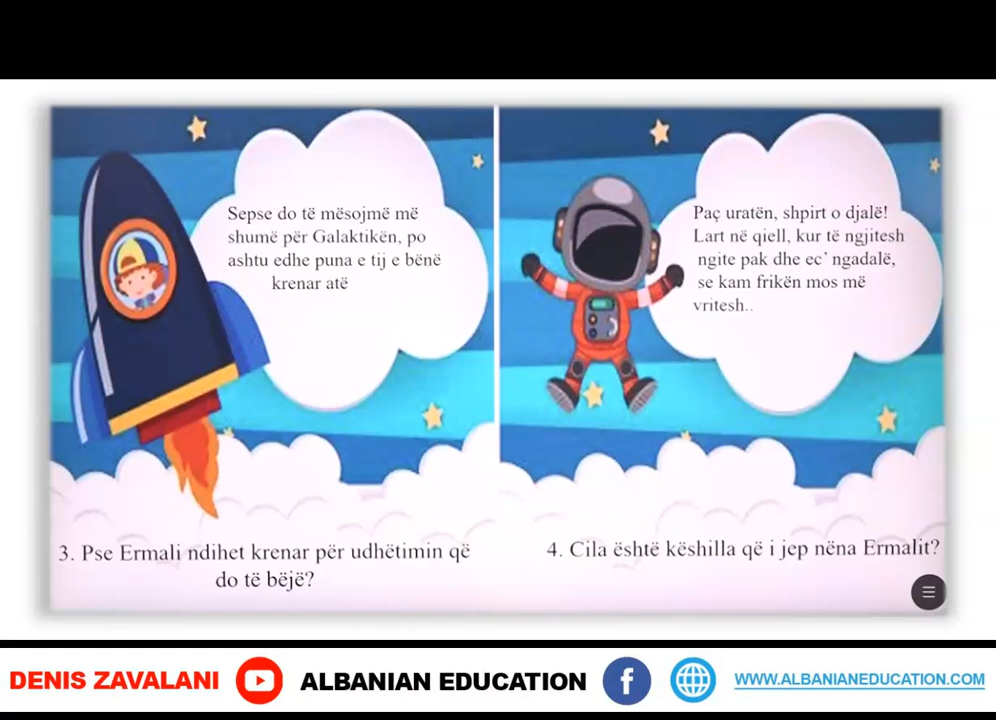 Sepse do të mësojmë më
shumë për Galaktikën, po
ashtu edhe puna e tij e bënë
krenar atë
3. Pse Ermali ndihet krenar për udhëtimin që
do të bëjë?
Paç uratën, shpirt o djalë!
Lart në qiell, kur të ngjitesh
ngite pak dhe ec’ ngadalë,
se kam frikën mos më
vritesh..
4. Cila është këshilla që i jep nëna Ermalit?
DENIS ZAVALANI
ALBANIAN EDUCATION
f
WWW.ALBANIANEDUCATION.COM